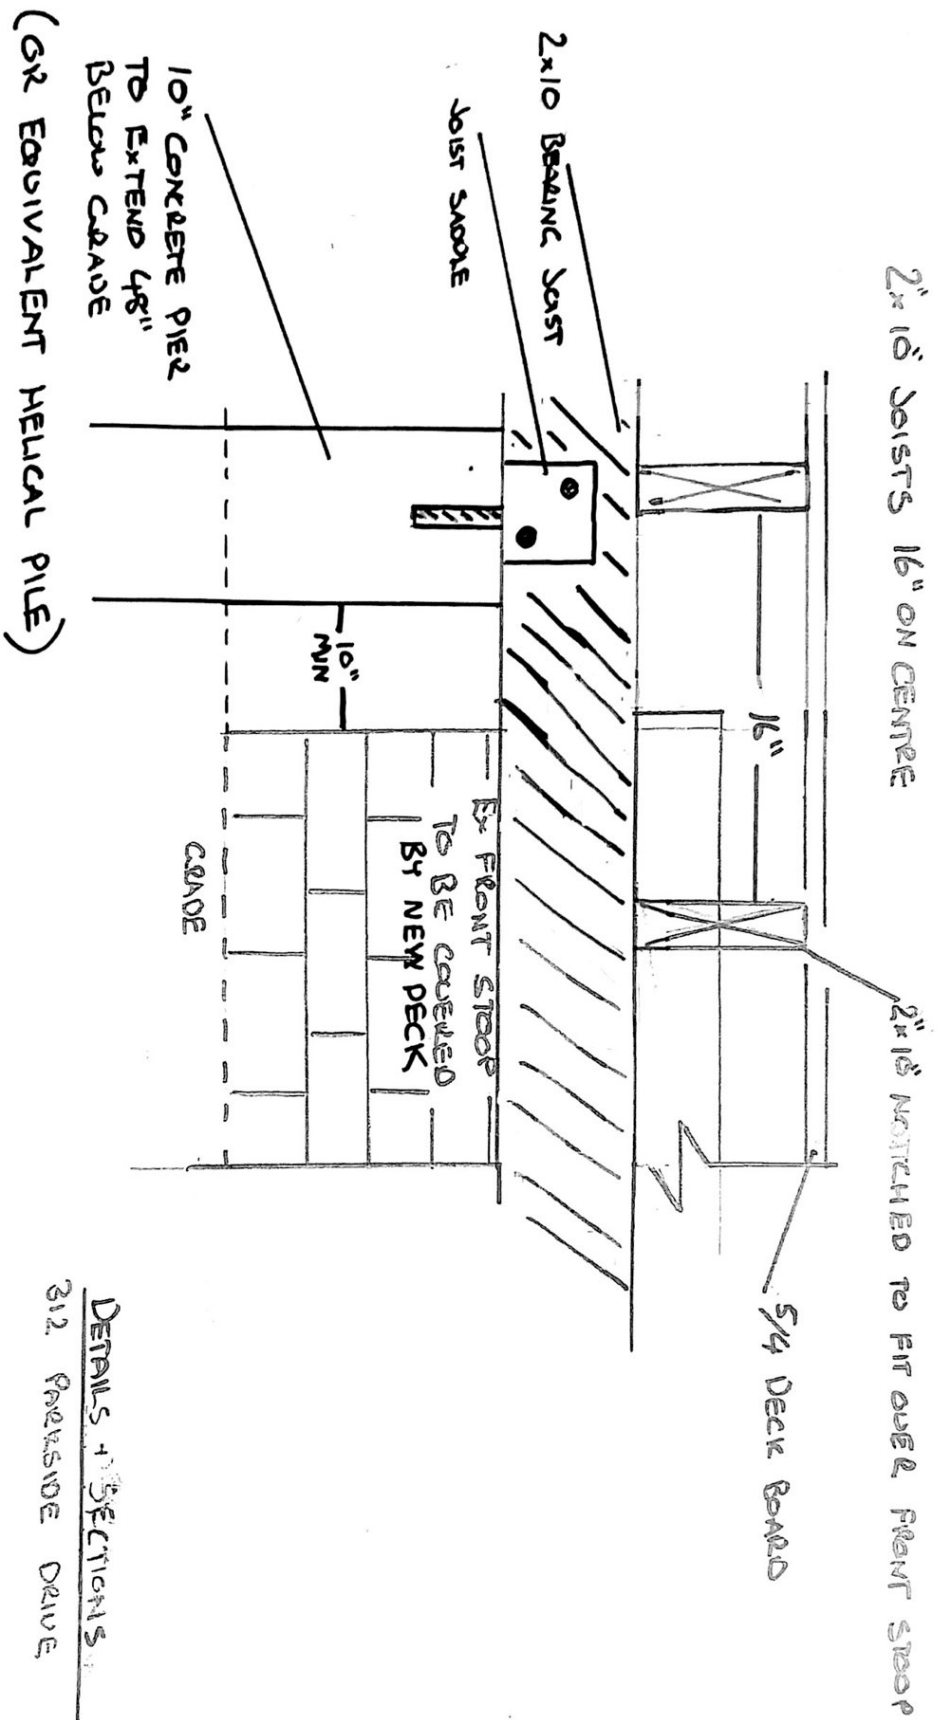 2"x 10" JOISTS 16" ON CENTRE
2"x 10" NOTCHED TO FIT OVER FRONT STOOP
5/4 DECK BOARD
16"
2x10 BEARING JOIST
JOIST SADDLE
10" CONCRETE PIER
TO EXTEND 48"
BELOW GRADE
(OR EQUIVALENT HELICAL PILE)
10"
MIN
EX FRONT STOOP
TO BE COVERED
BY NEW DECK
GRADE
DETAILS + SECTIONS
312 PARKSIDE DRIVE